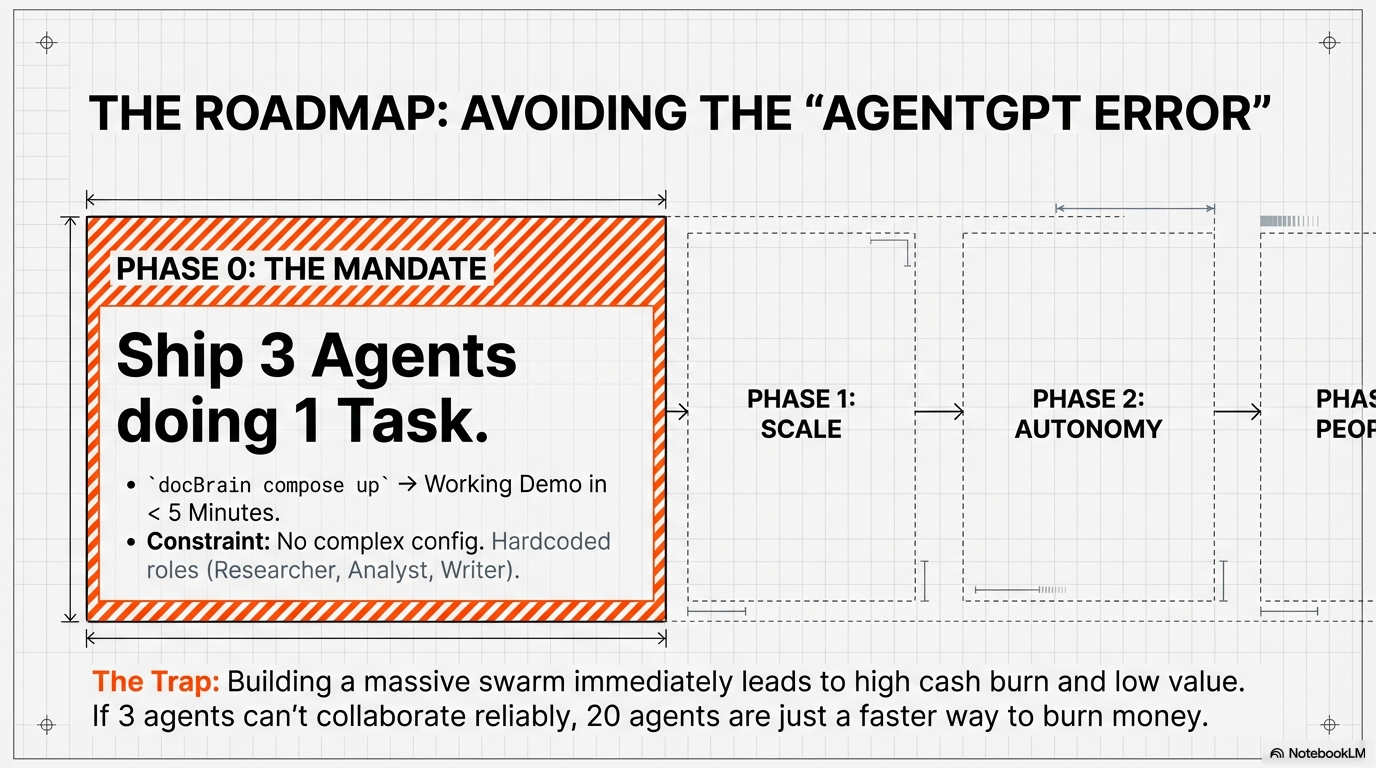 THE ROADMAP: AVOIDING THE “AGENTGPT ERROR”
PHASE 0: THE MANDATE
Ship 3 Agents
doing 1 Task.
• `docBrain compose up` → Working Demo in
< 5 Minutes.
• Constraint: No complex config. Hardcoded
roles (Researcher, Analyst, Writer).
PHASE 1:
SCALE
PHASE 2:
AUTONOMY
The Trap: Building a massive swarm immediately leads to high cash burn and low value.
If 3 agents can’t collaborate reliably, 20 agents are just a faster way to burn money.
NotebookLM